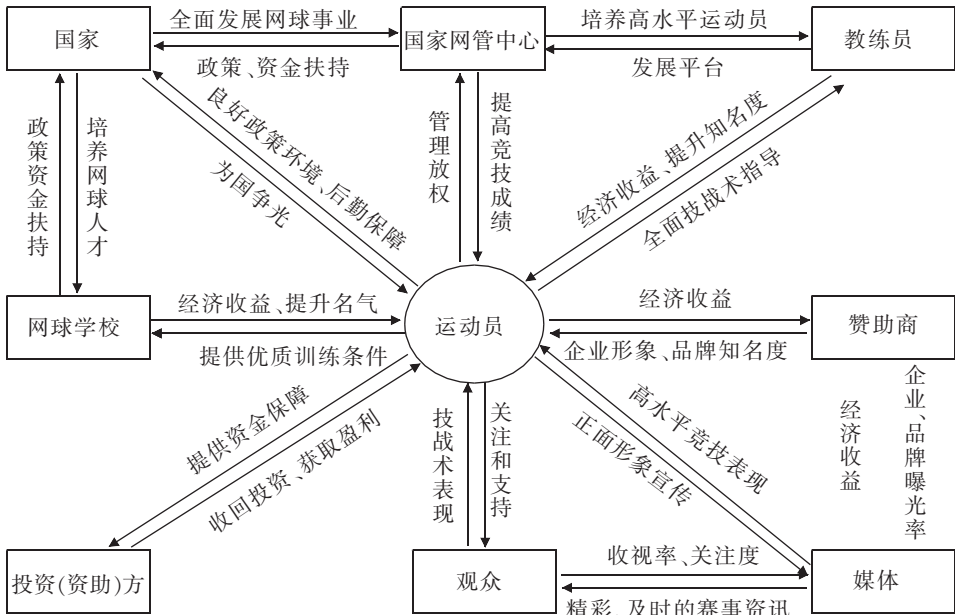 全面发展网球事业
培养高水平运动员
国家
国家网管中心
教练员
政策、资金扶持
发展平台
政策资金扶持
培养网球人才
良好政策环境、后勤保障
为国争光
管理放权
提高竞技成绩
经济收益、提升知名度
全面技战术指导
网球学校
经济收益、提升名气
提供优质训练条件
运动员
经济收益
企业形象、品牌知名度
赞助商
提供资金保障
收回投资、获取盈利
技战术表现
关注和支持
高水平竞技表现
正面形象宣传
经济收益
企业、品牌曝光率
投资(资助)方
观众
收视率、关注度
精彩、及时的赛事资讯
媒体